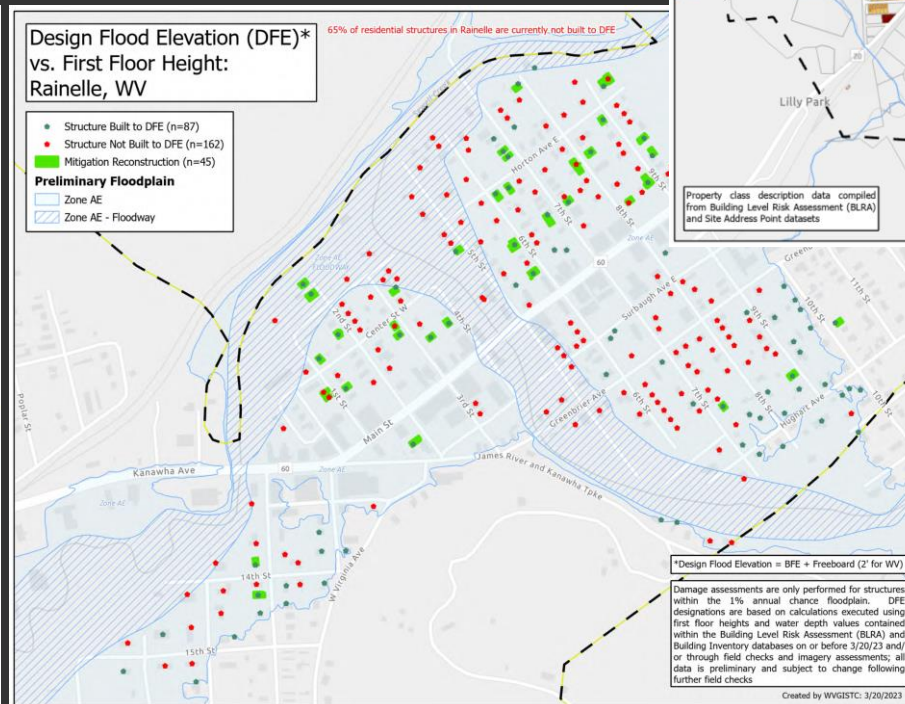 Design Flood Elevation (DFE)*
vs. First Floor Height:
Rainelle, WV
65% of residential structures in Rainelle are currently not built to DFE
Structure Built to DFE (n=87)
Structure Not Built to DFE (n=162)
Mitigation Reconstruction (n=45)
Preliminary Floodplain
Zone AE
Zone AE - Floodway
20
Lilly Park
Property class description data compiled
from Building Level Risk Assessment (BLRA)
and Site Address Point datasets
Horton Ave E
9th St
8th St
7th St
6th St
5th St
Zone AE
60
Zone AE
FLOODWAY
2nd St
Center St W
4th St
Surbaugh Ave E
9th St
10th St
11th St
1st St
3rd St
Main St
Greenbrier Ave
6th St
7th St
8th St
Hughart Ave
10th St
Poplar St
Kanawha Ave
60
Zone AE
James River and Kanawha Tpke
Zone AE
W Virginia Ave
14th St
15th St
*Design Flood Elevation = BFE + Freeboard (2' for WV)
Damage assessments are only performed for structures
within the 1% annual chance floodplain. DFE
designations are based on calculations executed using
first floor heights and water depth values contained
within the Building Level Risk Assessment (BLRA) and
Building Inventory databases on or before 3/20/23 and/
or through field checks and imagery assessments; all
data is preliminary and subject to change following
further field checks
Created by WVGISTC: 3/20/2023